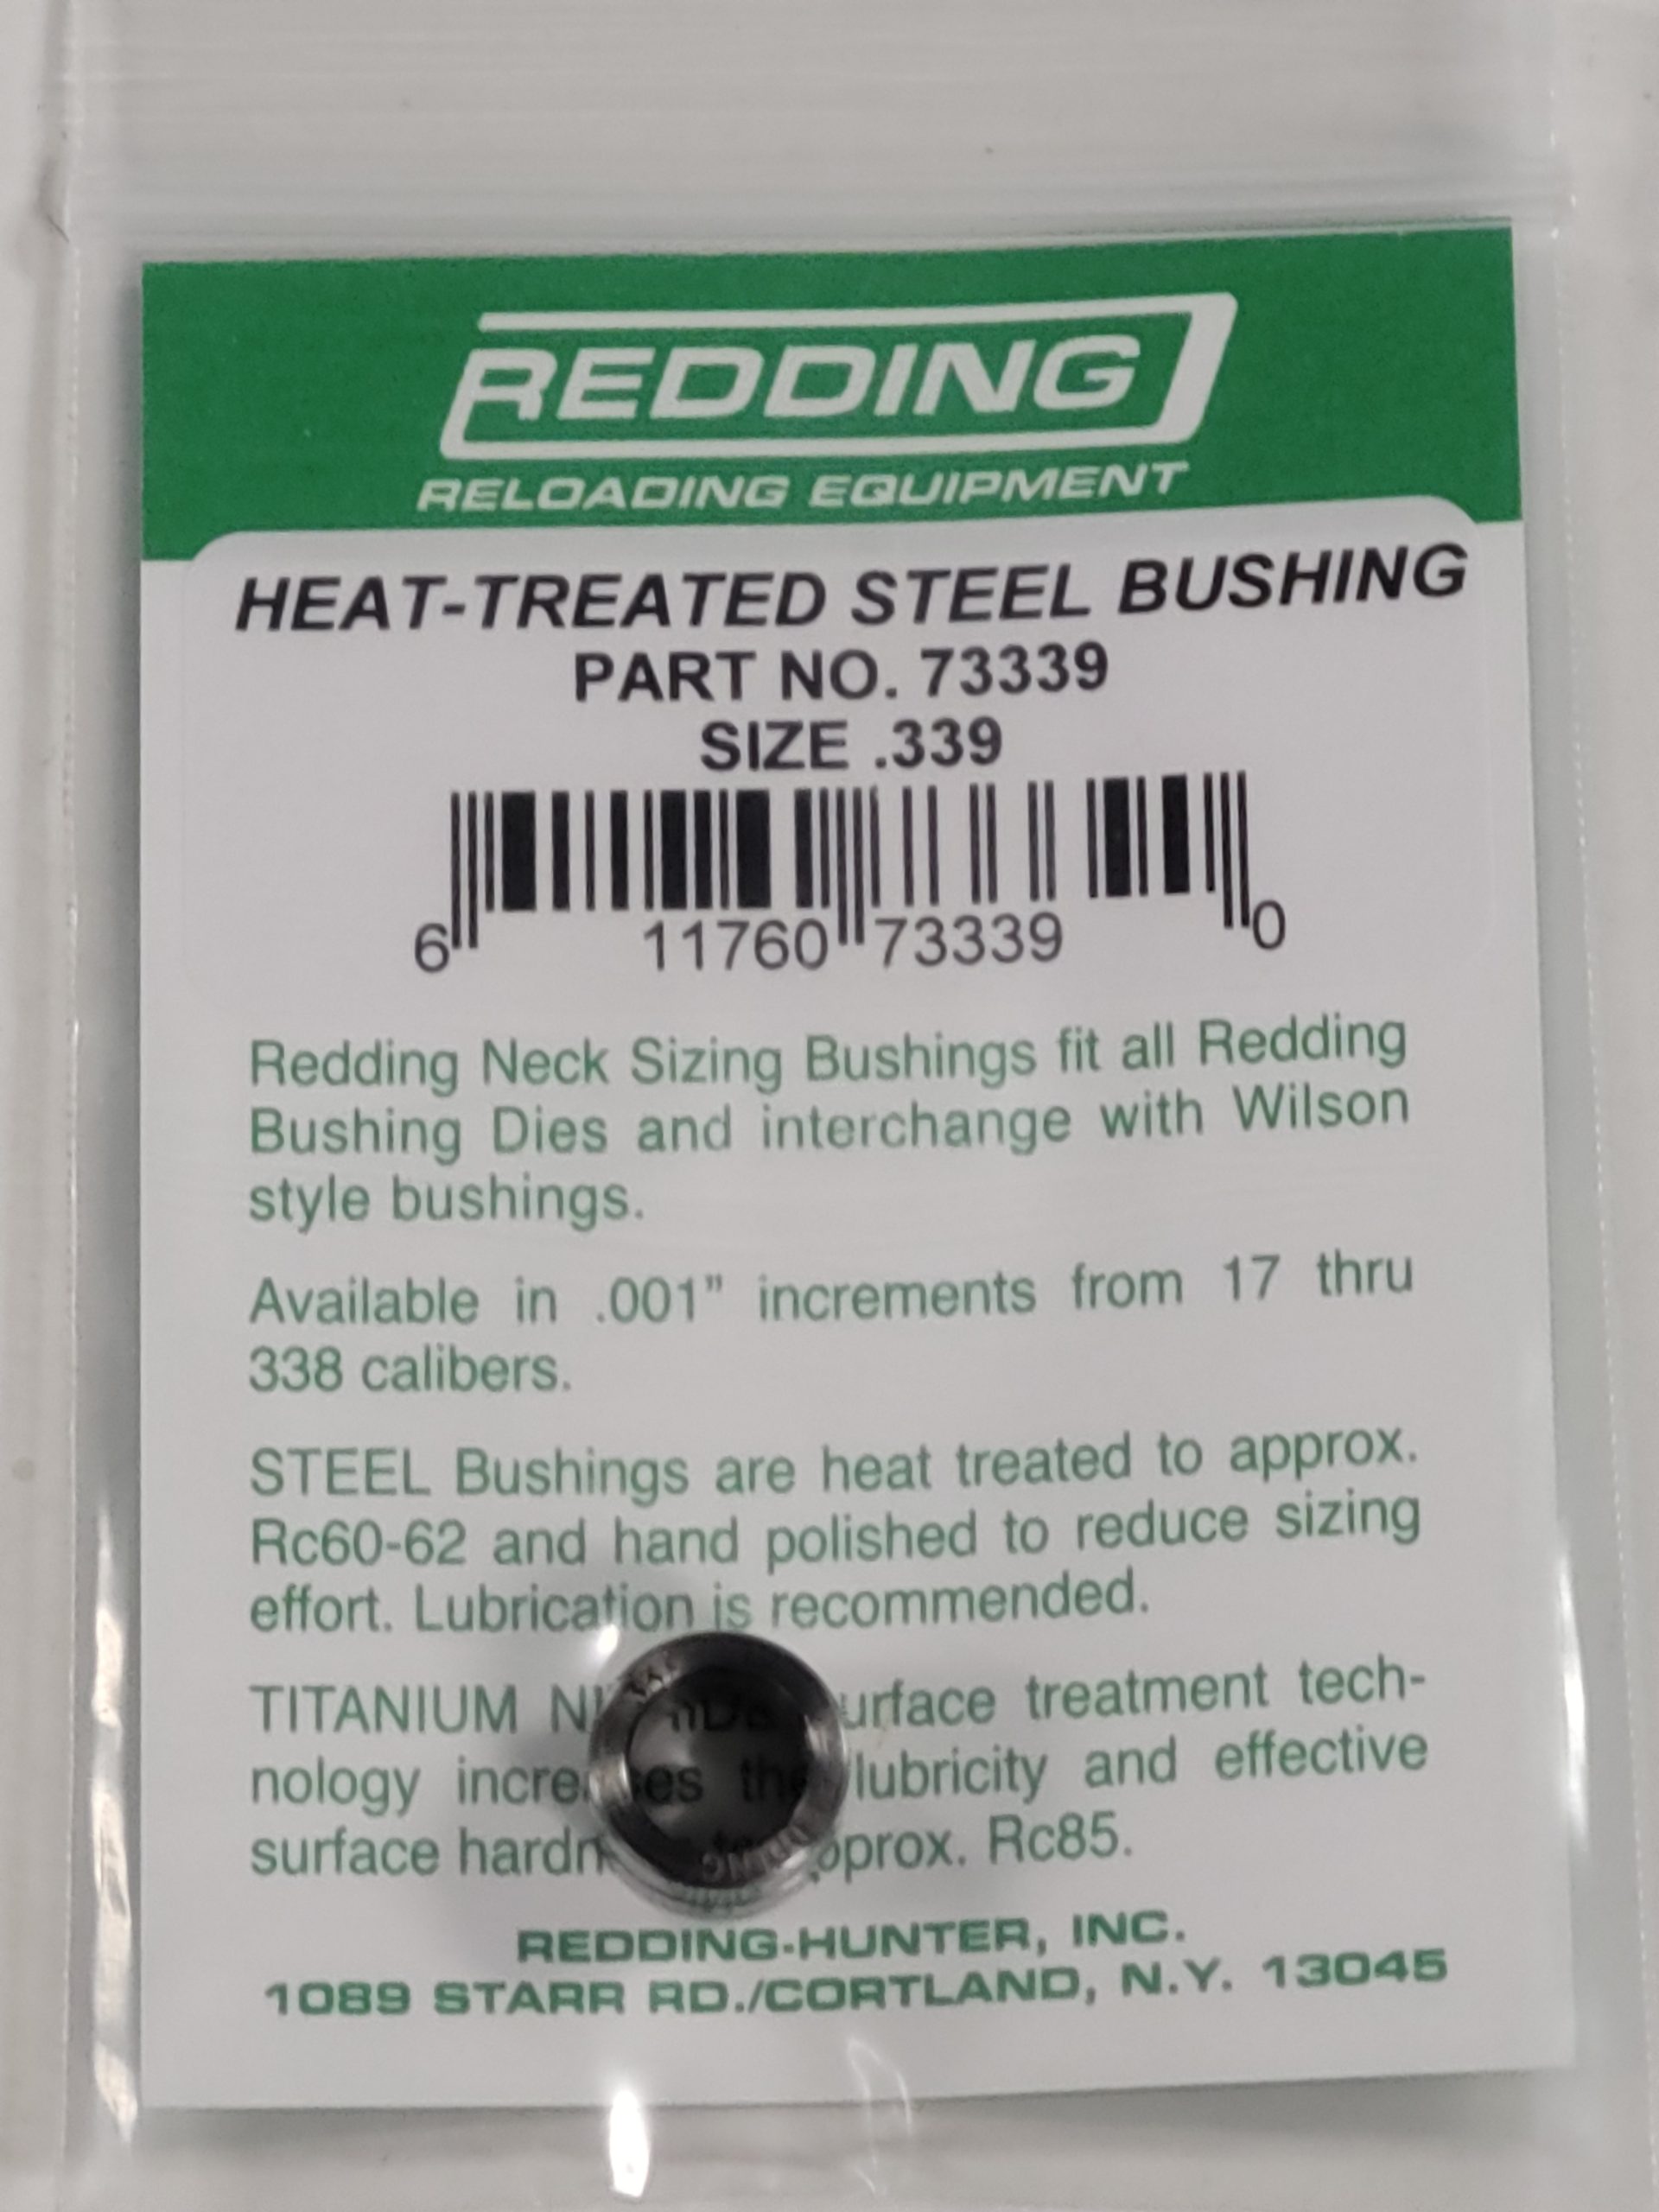 REDDING
RELOADING EQUIPMENT
HEAT-TREATED STEEL BUSHING
PART NO. 73339
SIZE .339
6 11760 73339 0
Redding Neck Sizing Bushings fit all Redding
Bushing Dies and interchange with Wilson
style bushings.
Available in .001” increments from 17 thru
338 calibers.
STEEL Bushings are heat treated to approx.
Rc60-62 and hand polished to reduce sizing
effort. Lubrication is recommended.
TITANIUM urface treatment tech-
nology lubricity and effective
surface Rc85.
REDDING-HUNTER, INC.
1089 STARR RD./CORTLAND, N.Y. 13045